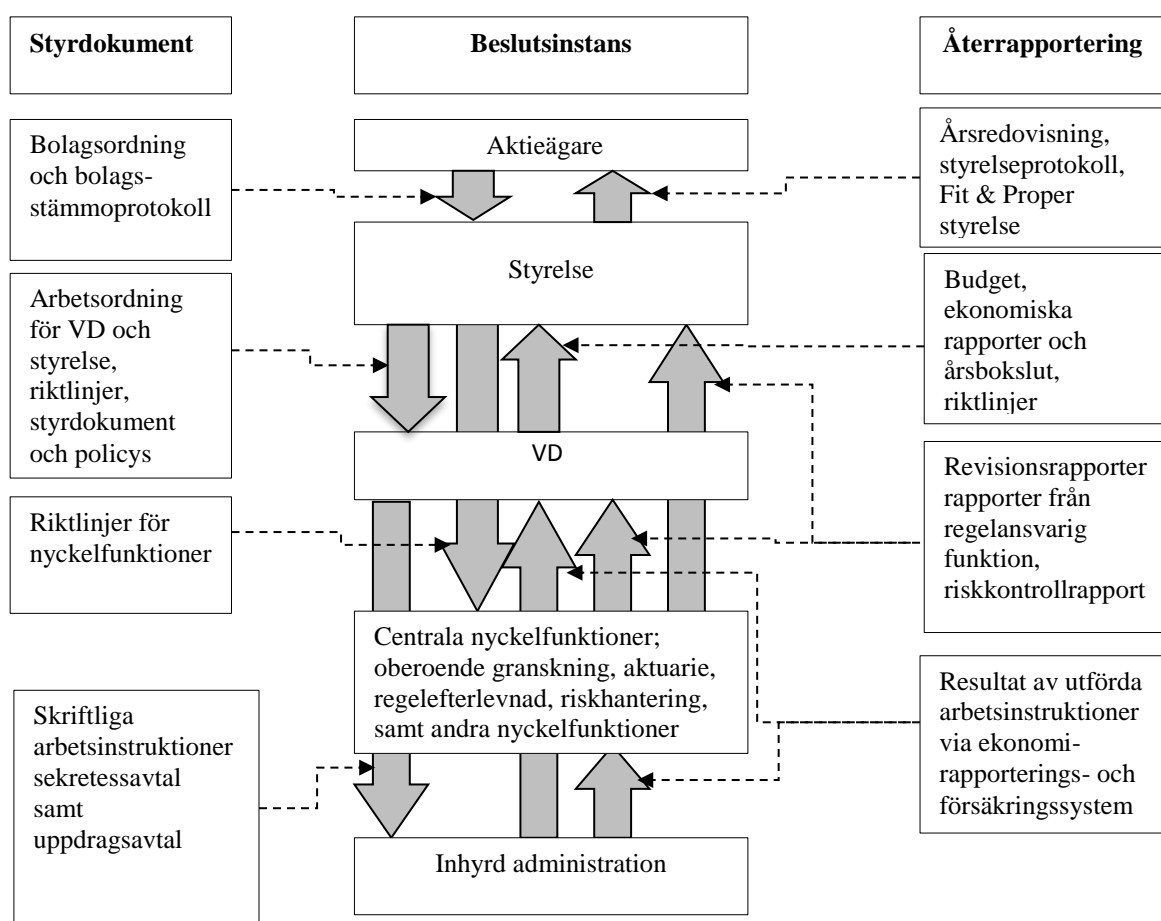 Styrdokument
Beslutsinstans
Återrapportering
Bolagsordning
och bolags-
stämmoprotokoll
Aktieägare
Årsredovisning,
styrelseprotokoll,
Fit & Proper
styrelse
Styrelse
Arbetsordning
för VD och
styrelse,
riktlinjer,
styrdokument
och policys
Budget,
ekonomiska
rapporter och
årsbokslut,
riktlinjer
VD
Riktlinjer för
nyckelfunktioner
Revisionsrapporter
rapporter från
regelansvarig
funktion,
riskkontrollrapport
Centrala nyckelfunktioner;
oberoende granskning, aktuarie,
regelefterlevnad, riskhantering,
samt andra nyckelfunktioner
Skriftliga
arbetsinstruktioner
sekretessavtal
samt
uppdragsavtal
Resultat av utförda
arbetsinstruktioner
via ekonomi-
rapporterings- och
försäkringssystem
Inhyrd administration